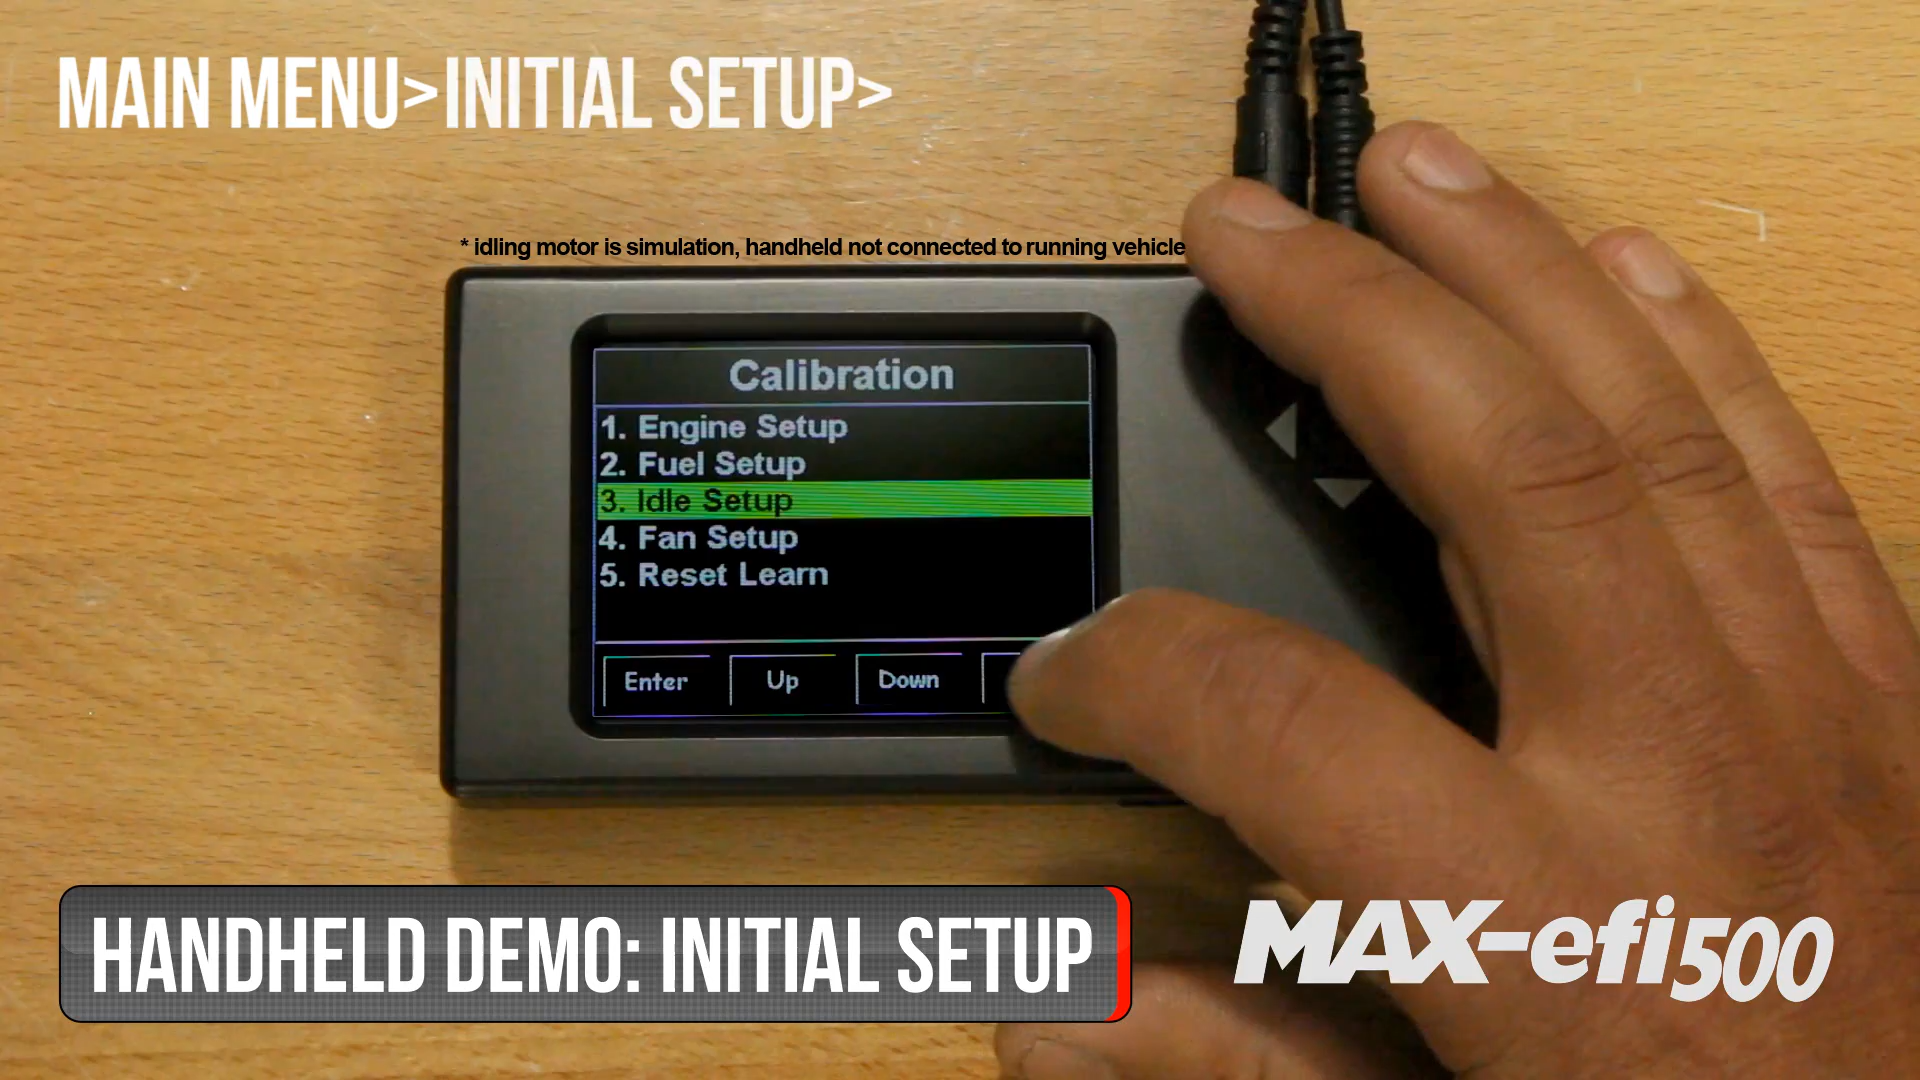 MAIN MENU>INITIAL SETUP>
* idling motor is simulation, handheld not connected to running vehicle
Calibration
1. Engine Setup
2. Fuel Setup
3. Idle Setup
4. Fan Setup
5. Reset Learn
Enter Up Down
HANDHELD DEMO: INITIAL SETUP
MAX-efi500